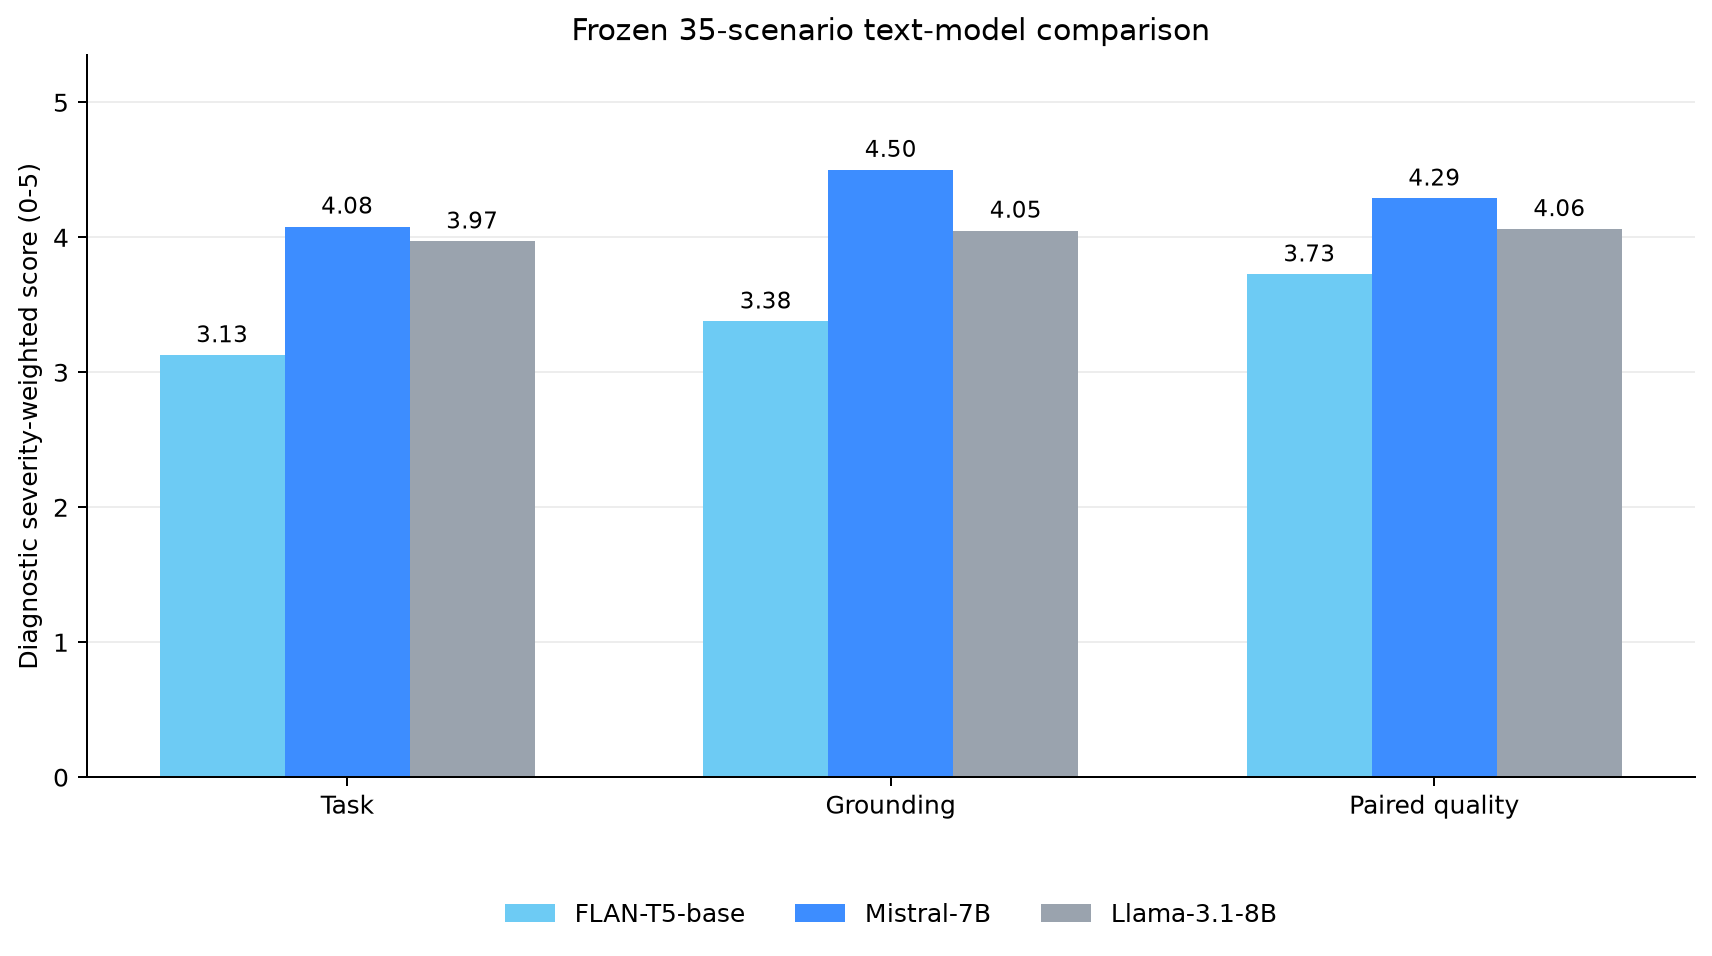 Frozen 35-scenario text-model comparison
Diagnostic severity-weighted score (0-5)
5
4
3
2
1
0
3.13
4.08
3.97
3.38
4.50
4.05
3.73
4.29
4.06
Task
Grounding
Paired quality
FLAN-T5-base
Mistral-7B
Llama-3.1-8B